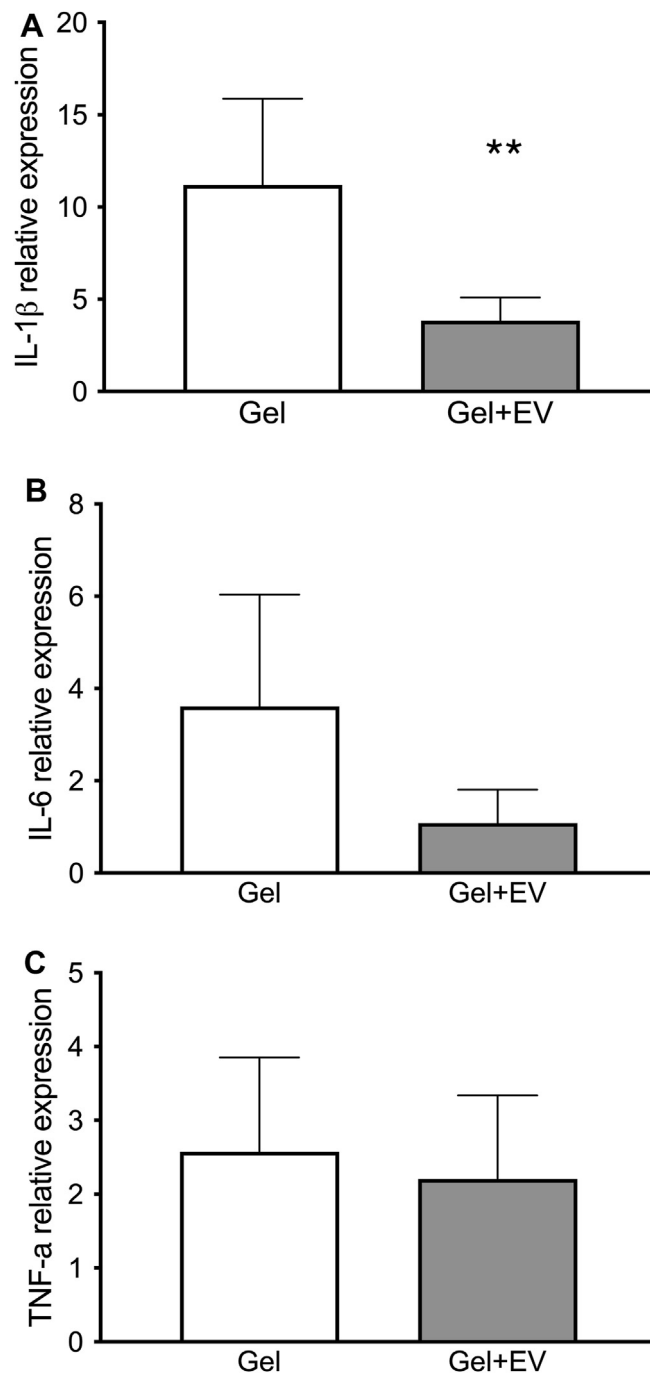 A
IL-1β relative expression
20
15
10
5
0
**
Gel
Gel+EV
B
IL-6 relative expression
8
6
4
2
0
Gel
Gel+EV
C
TNF-a relative expression
5
4
3
2
1
0
Gel
Gel+EV